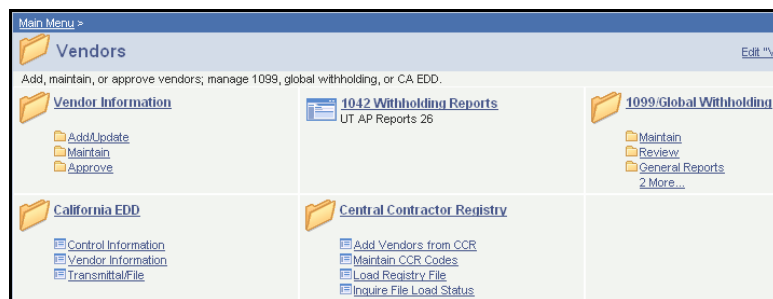 Main Menu >
Vendors
Edit "V
Add, maintain, or approve vendors; manage 1099, global withholding, or CA EDD.
Vendor Information
Add/Update
Maintain
Approve
1042 Withholding Reports
UT AP Reports 26
1099/Global Withholding
Maintain
Review
General Reports
2 More...
California EDD
Control Information
Vendor Information
Transmittal/File
Central Contractor Registry
Add Vendors from CCR
Maintain CCR Codes
Load Registry File
Inquire File Load Status